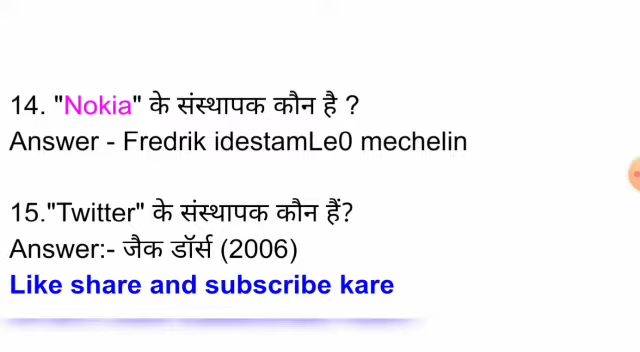 14. "Nokia" के संस्थापक कौन है ?
Answer - Fredrik idestamLe0 mechelin
15."Twitter" के संस्थापक कौन हैं?
Answer:- जैक डॉर्स (2006)
Like share and subscribe kare